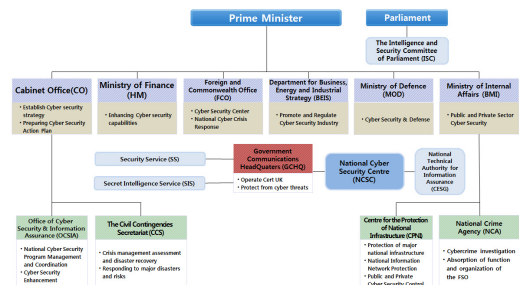 Prime Minister
Parliament
The Intelligence and
Security Committee
of Parliament (ISC)
Cabinet Office(CO)
• Establish Cyber security
strategy
• Preparing Cyber Security
Action Plan
Ministry of Finance
(HM)
• Enhancing Cyber security
capabilities
Foreign and
Commonwealth Office
(FCO)
• Cyber Security Center
• National Cyber Crisis
Response
Department for Business,
Energy and Industrial
Strategy (BEIS)
• Promote and Regulate
Cyber Security Industry
Ministry of Defence
(MOD)
• Cyber Security & Defense
Ministry of Internal
Affairs (BMI)
• Public and Private Sector
Cyber Security
Security Service (SS)
Secret Intelligence Service (SIS)
Government
Communications
HeadQuaters (GCHQ)
• Operate Cert UK
• Protect from cyber threats
National Cyber
Security Centre
(NCSC)
National
Technical
Authority for
Information
Assurance
(CESG)
Office of Cyber
Security & Information
Assurance (OCSIA)
• National Cyber Security
Program Management
and Coordination
• Cyber Security
Enhancement
The Civil Contingencies
Secretariat (CCS)
• Crisis management assessment
and disaster recovery
• Responding to major disasters
and risks
Centre for the Protection
of National
Infrastructure (CPNI)
• Protection of major
national infrastructure
• National Information
Network Protection
• Public and Private
Cyber Security Control
National Crime
Agency (NCA)
• Cybercrime Investigation
• Absorption of function
and organization of
the FSO